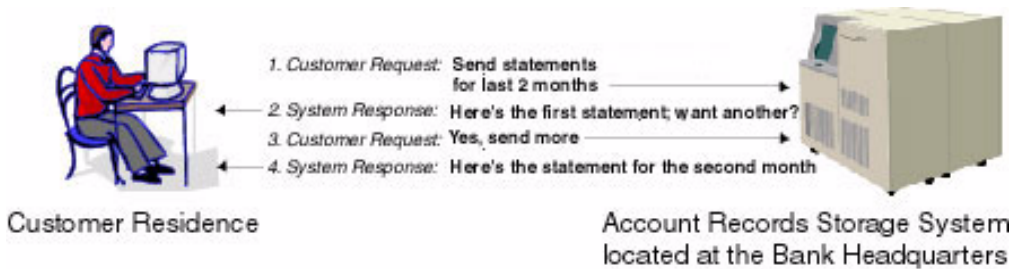 1. Customer Request: Send statements
for last 2 months
2. System Response: Here's the first statement; want another?
3. Customer Request: Yes, send more
4. System Response: Here's the statement for the second month
Customer Residence
Account Records Storage System
located at the Bank Headquarters